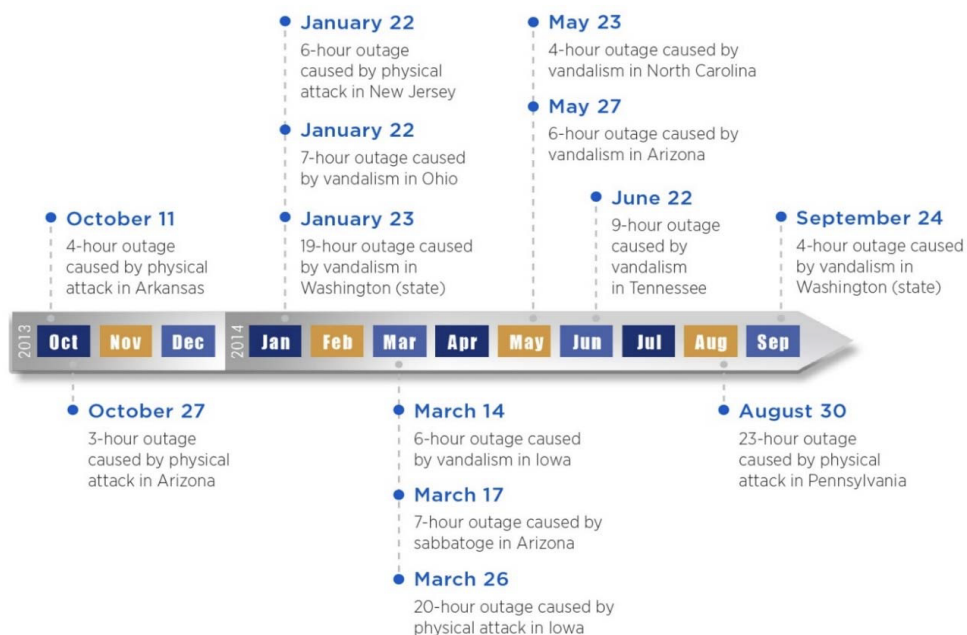 January 22
6-hour outage
caused by physical
attack in New Jersey
January 22
7-hour outage caused
by vandalism in Ohio
January 23
19-hour outage caused
by vandalism in
Washington (state)
May 23
4-hour outage caused by
vandalism in North Carolina
May 27
6-hour outage caused by
vandalism in Arizona
October 11
4-hour outage
caused by physical
attack in Arkansas
June 22
9-hour outage
caused by
vandalism
in Tennessee
September 24
4-hour outage caused
by vandalism in
Washington (state)
2013 Oct Nov Dec 2014 Jan Feb Mar Apr May Jun Jul Aug Sep
October 27
3-hour outage
caused by physical
attack in Arizona
March 14
6-hour outage caused
by vandalism in Iowa
March 17
7-hour outage caused by
sabbatoge in Arizona
March 26
20-hour outage caused by
physical attack in Iowa
August 30
23-hour outage
caused by physical
attack in Pennsylvania